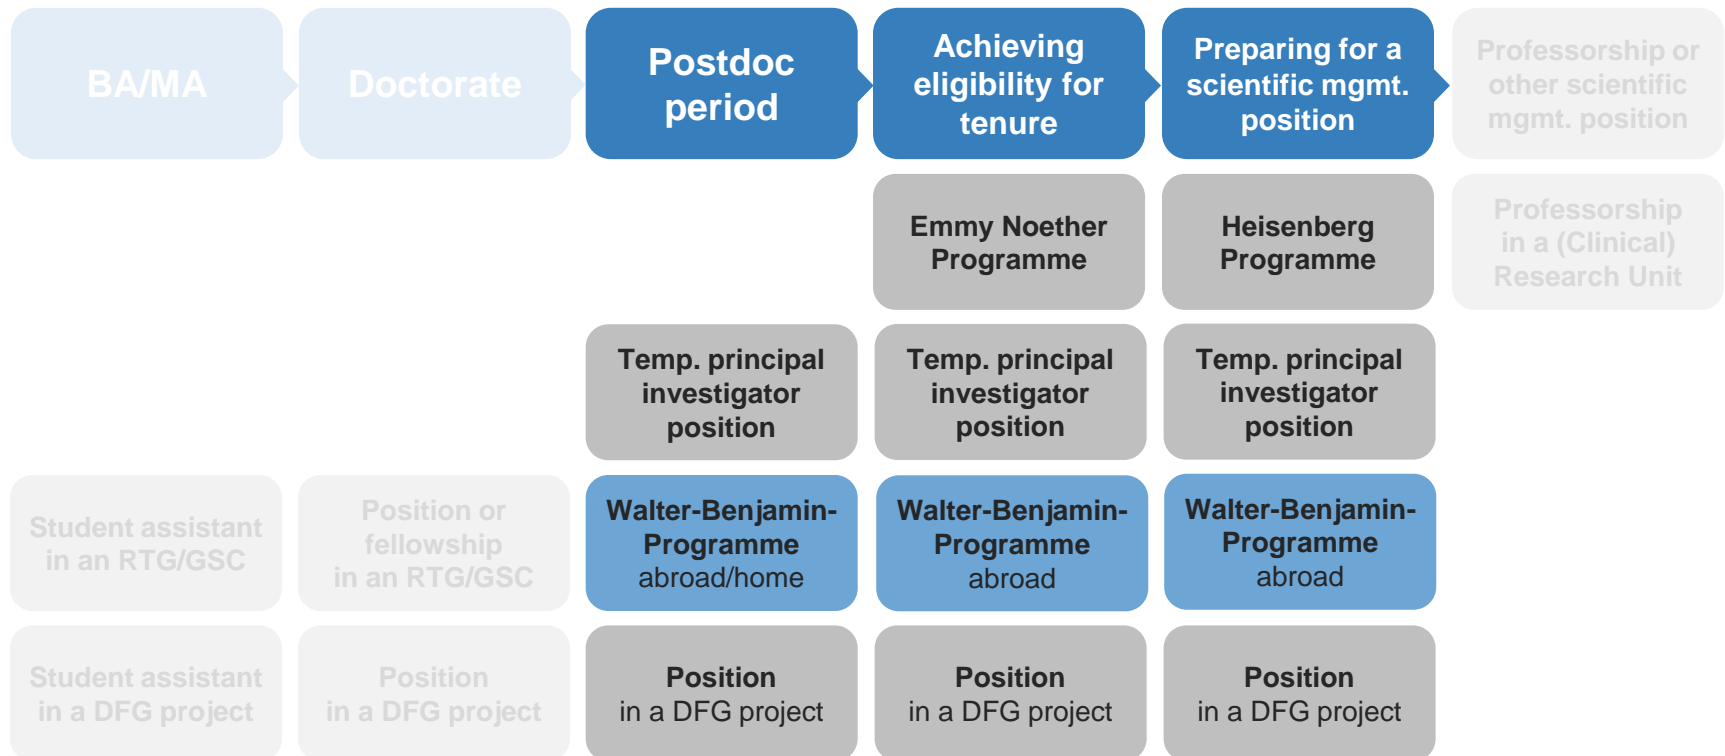 BA/MA
Doctorate
Postdoc
period
Achieving
eligibility for
tenure
Preparing for a
scientific mgmt.
position
Professorship or
other scientific
mgmt. position
Emmy Noether
Programme
Heisenberg
Programme
Professorship
in a (Clinical)
Research Unit
Temp. principal
investigator
position
Temp. principal
investigator
position
Temp. principal
investigator
position
Student assistant
in an RTG/GSC
Position or
fellowship
in an RTG/GSC
Walter-Benjamin-
Programme
abroad/home
Walter-Benjamin-
Programme
abroad
Walter-Benjamin-
Programme
abroad
Student assistant
in a DFG project
Position
in a DFG project
Position
in a DFG project
Position
in a DFG project
Position
in a DFG project